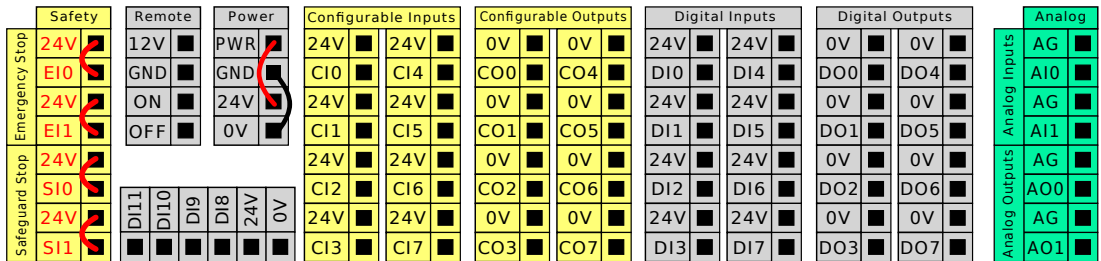 Safety
Remote
Power
Configurable Inputs
Configurable Outputs
Digital Inputs
Digital Outputs
Analog
Emergency Stop
24V
EI0
24V
EI1
Safeguard Stop
24V
SI0
24V
SI1
12V
GND
ON
OFF
PWR
GND
24V
0V
DI11
DI10
DI9
DI8
24V
0V
24V 24V
CI0 CI4
24V 24V
CI1 CI5
24V 24V
CI2 CI6
24V 24V
CI3 CI7
0V 0V
CO0 CO4
0V 0V
CO1 CO5
0V 0V
CO2 CO6
0V 0V
CO3 CO7
24V 24V
DI0 DI4
24V 24V
DI1 DI5
24V 24V
DI2 DI6
24V 24V
DI3 DI7
0V 0V
DO0 DO4
0V 0V
DO1 DO5
0V 0V
DO2 DO6
0V 0V
DO3 DO7
Analog Inputs
AG
AI0
AG
AI1
Analog Outputs
AG
AO0
AG
AO1